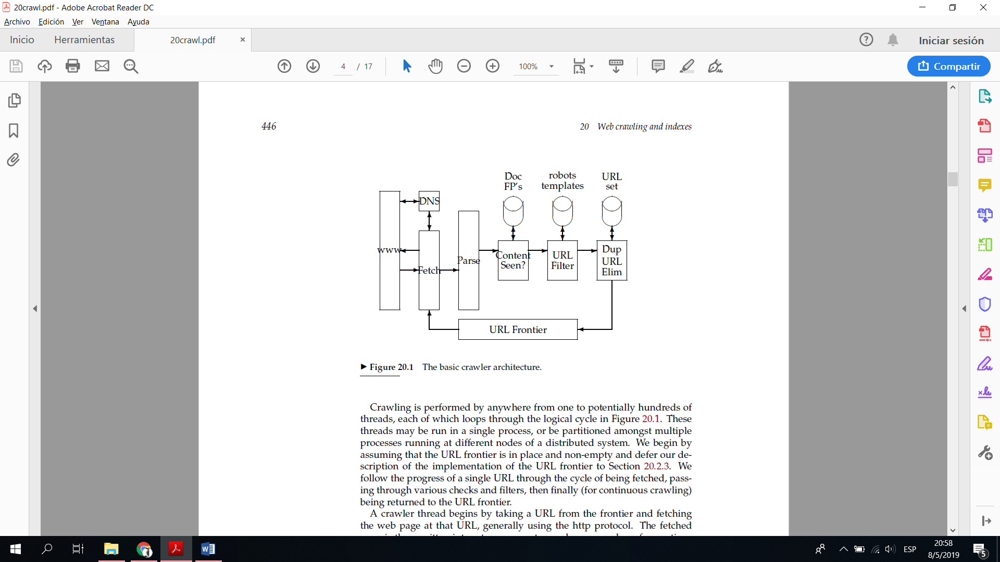 20crawl.pdf - Adobe Acrobat Reader DC
Archivo Edición Ver Ventana Ayuda
Inicio Herramientas 20crawl.pdf × Iniciar sesión
4 / 17 100% Compartir
446 20 Web crawling and indexes
Doc
FP's
robots
templates
URL
set
DNS
www
Fetch
Parse
Content
Seen?
URL
Filter
Dup
URL
Elim
URL Frontier
▶ Figure 20.1 The basic crawler architecture.
Crawling is performed by anywhere from one to potentially hundreds of
threads, each of which loops through the logical cycle in Figure 20.1. These
threads may be run in a single process, or be partitioned amongst multiple
processes running at different nodes of a distributed system. We begin by
assuming that the URL frontier is in place and non-empty and defer our de-
scription of the implementation of the URL frontier to Section 20.2.3. We
follow the progress of a single URL through the cycle of being fetched, pass-
ing through various checks and filters, then finally (for continuous crawling)
being returned to the URL frontier.
A crawler thread begins by taking a URL from the frontier and fetching
the web page at that URL, generally using the http protocol. The fetched
ESP
20:58
8/5/2019
5